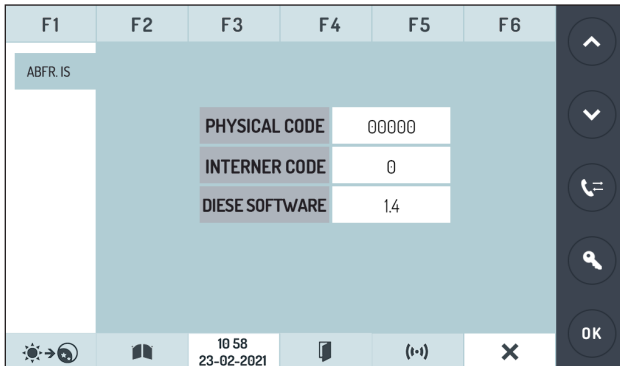 F1 F2 F3 F4 F5 F6
ABFR. IS
PHYSICAL CODE 00000
INTERNER CODE 0
DIESE SOFTWARE 1.4
OK
10 58
23-02-2021